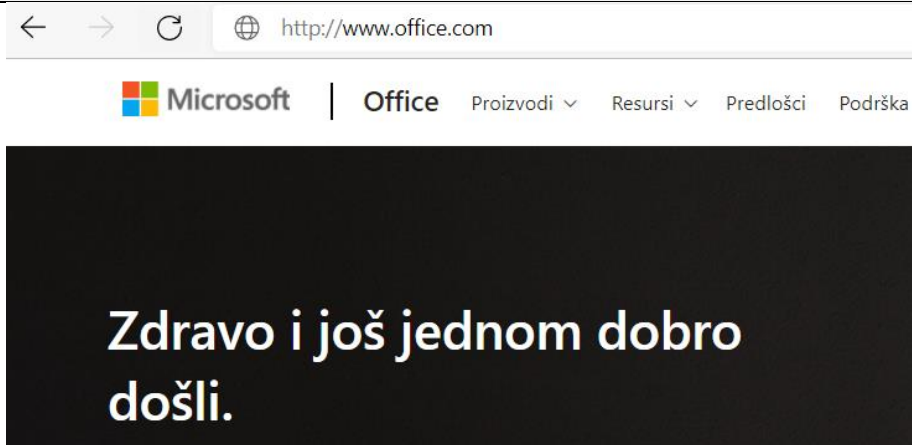 http://www.office.com
Microsoft | Office Proizvodi Resursi Predlošci Podrška
Zdravo i još jednom dobro
došli.